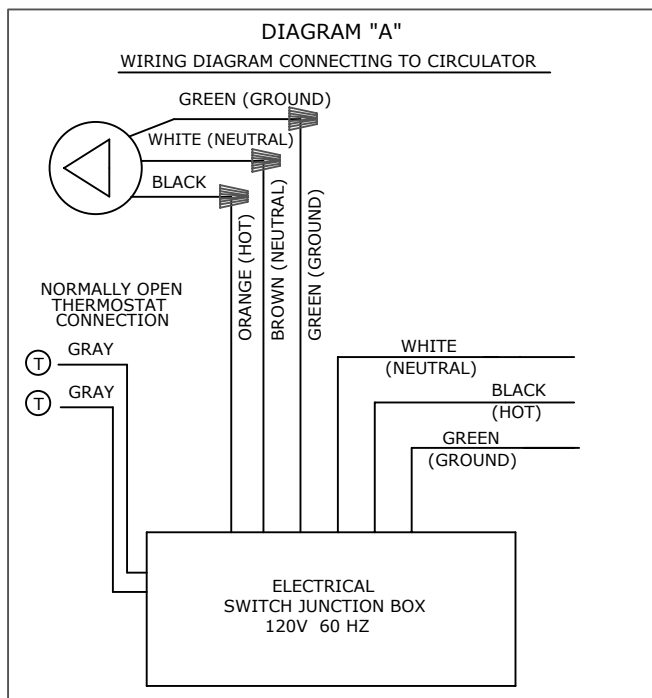 DIAGRAM "A"
WIRING DIAGRAM CONNECTING TO CIRCULATOR
GREEN (GROUND)
WHITE (NEUTRAL)
BLACK
ORANGE (HOT)
BROWN (NEUTRAL)
GREEN (GROUND)
NORMALLY OPEN
THERMOSTAT
CONNECTION
T GRAY
T GRAY
WHITE
(NEUTRAL)
BLACK
(HOT)
GREEN
(GROUND)
ELECTRICAL
SWITCH JUNCTION BOX
120V 60 HZ